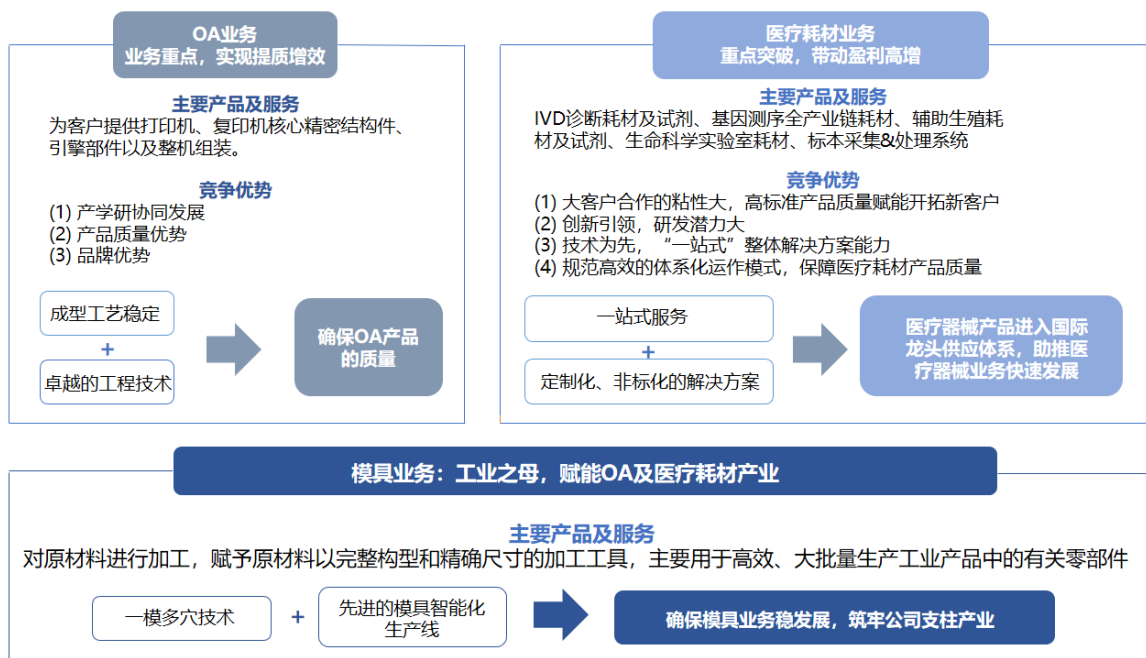 OA业务
业务重点，实现提质增效
主要产品及服务
为客户提供打印机、复印机核心精密结构件、
引擎部件以及整机组装。
竞争优势
(1) 产学研协同发展
(2) 产品质量优势
(3) 品牌优势
成型工艺稳定
+
卓越的工程技术
确保OA产品
的质量
医疗耗材业务
重点突破，带动盈利高增
主要产品及服务
IVD诊断耗材及试剂、基因测序全产业链耗材、辅助生殖耗
材及试剂、生命科学实验室耗材、标本采集&处理系统
竞争优势
(1) 大客户合作的粘性大，高标准产品质量赋能开拓新客户
(2) 创新引领，研发潜力大
(3) 技术为先，“一站式”整体解决方案能力
(4) 规范高效的体系化运作模式，保障医疗耗材产品质量
一站式服务
+
定制化、非标化的解决方案
医疗器械产品进入国际
龙头供应体系，助推医
疗器械业务快速发展
模具业务：工业之母，赋能OA及医疗耗材产业
主要产品及服务
对原材料进行加工，赋予原材料以完整构型和精确尺寸的加工工具，主要用于高效、大批量生产工业产品中的有关零部件
一模多穴技术
+
先进的模具智能化
生产线
确保模具业务稳发展，筑牢公司支柱产业